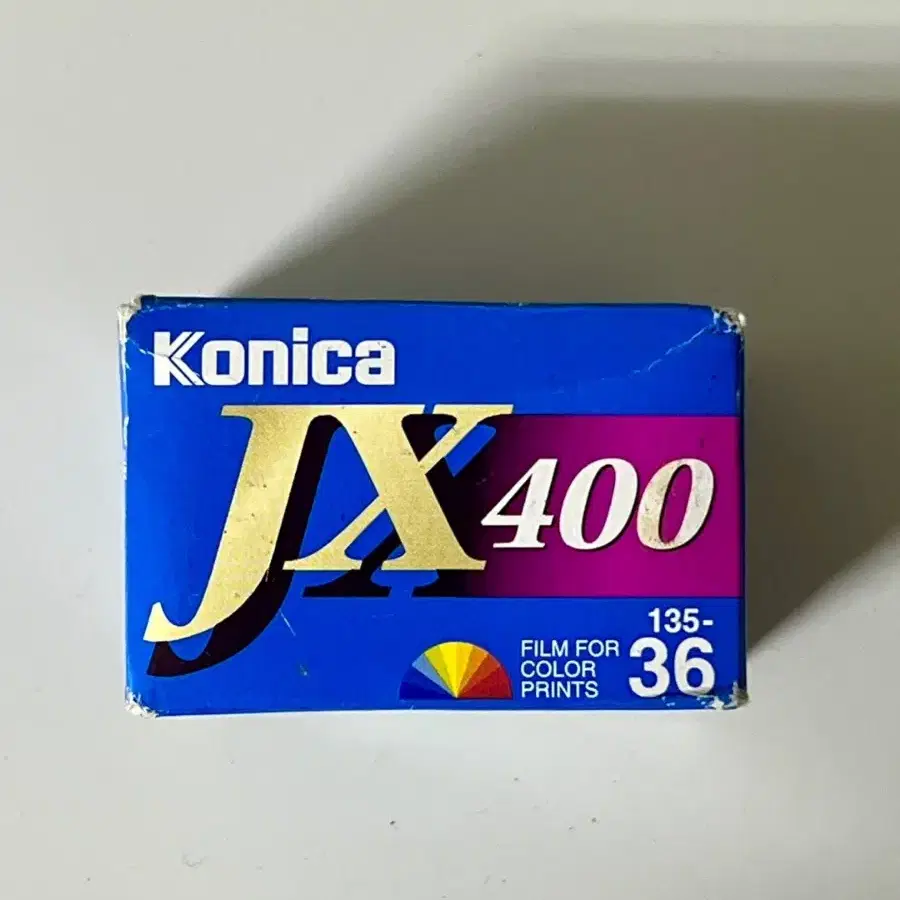 Konica
JX400
FILM FOR
COLOR
PRINTS
135-
36